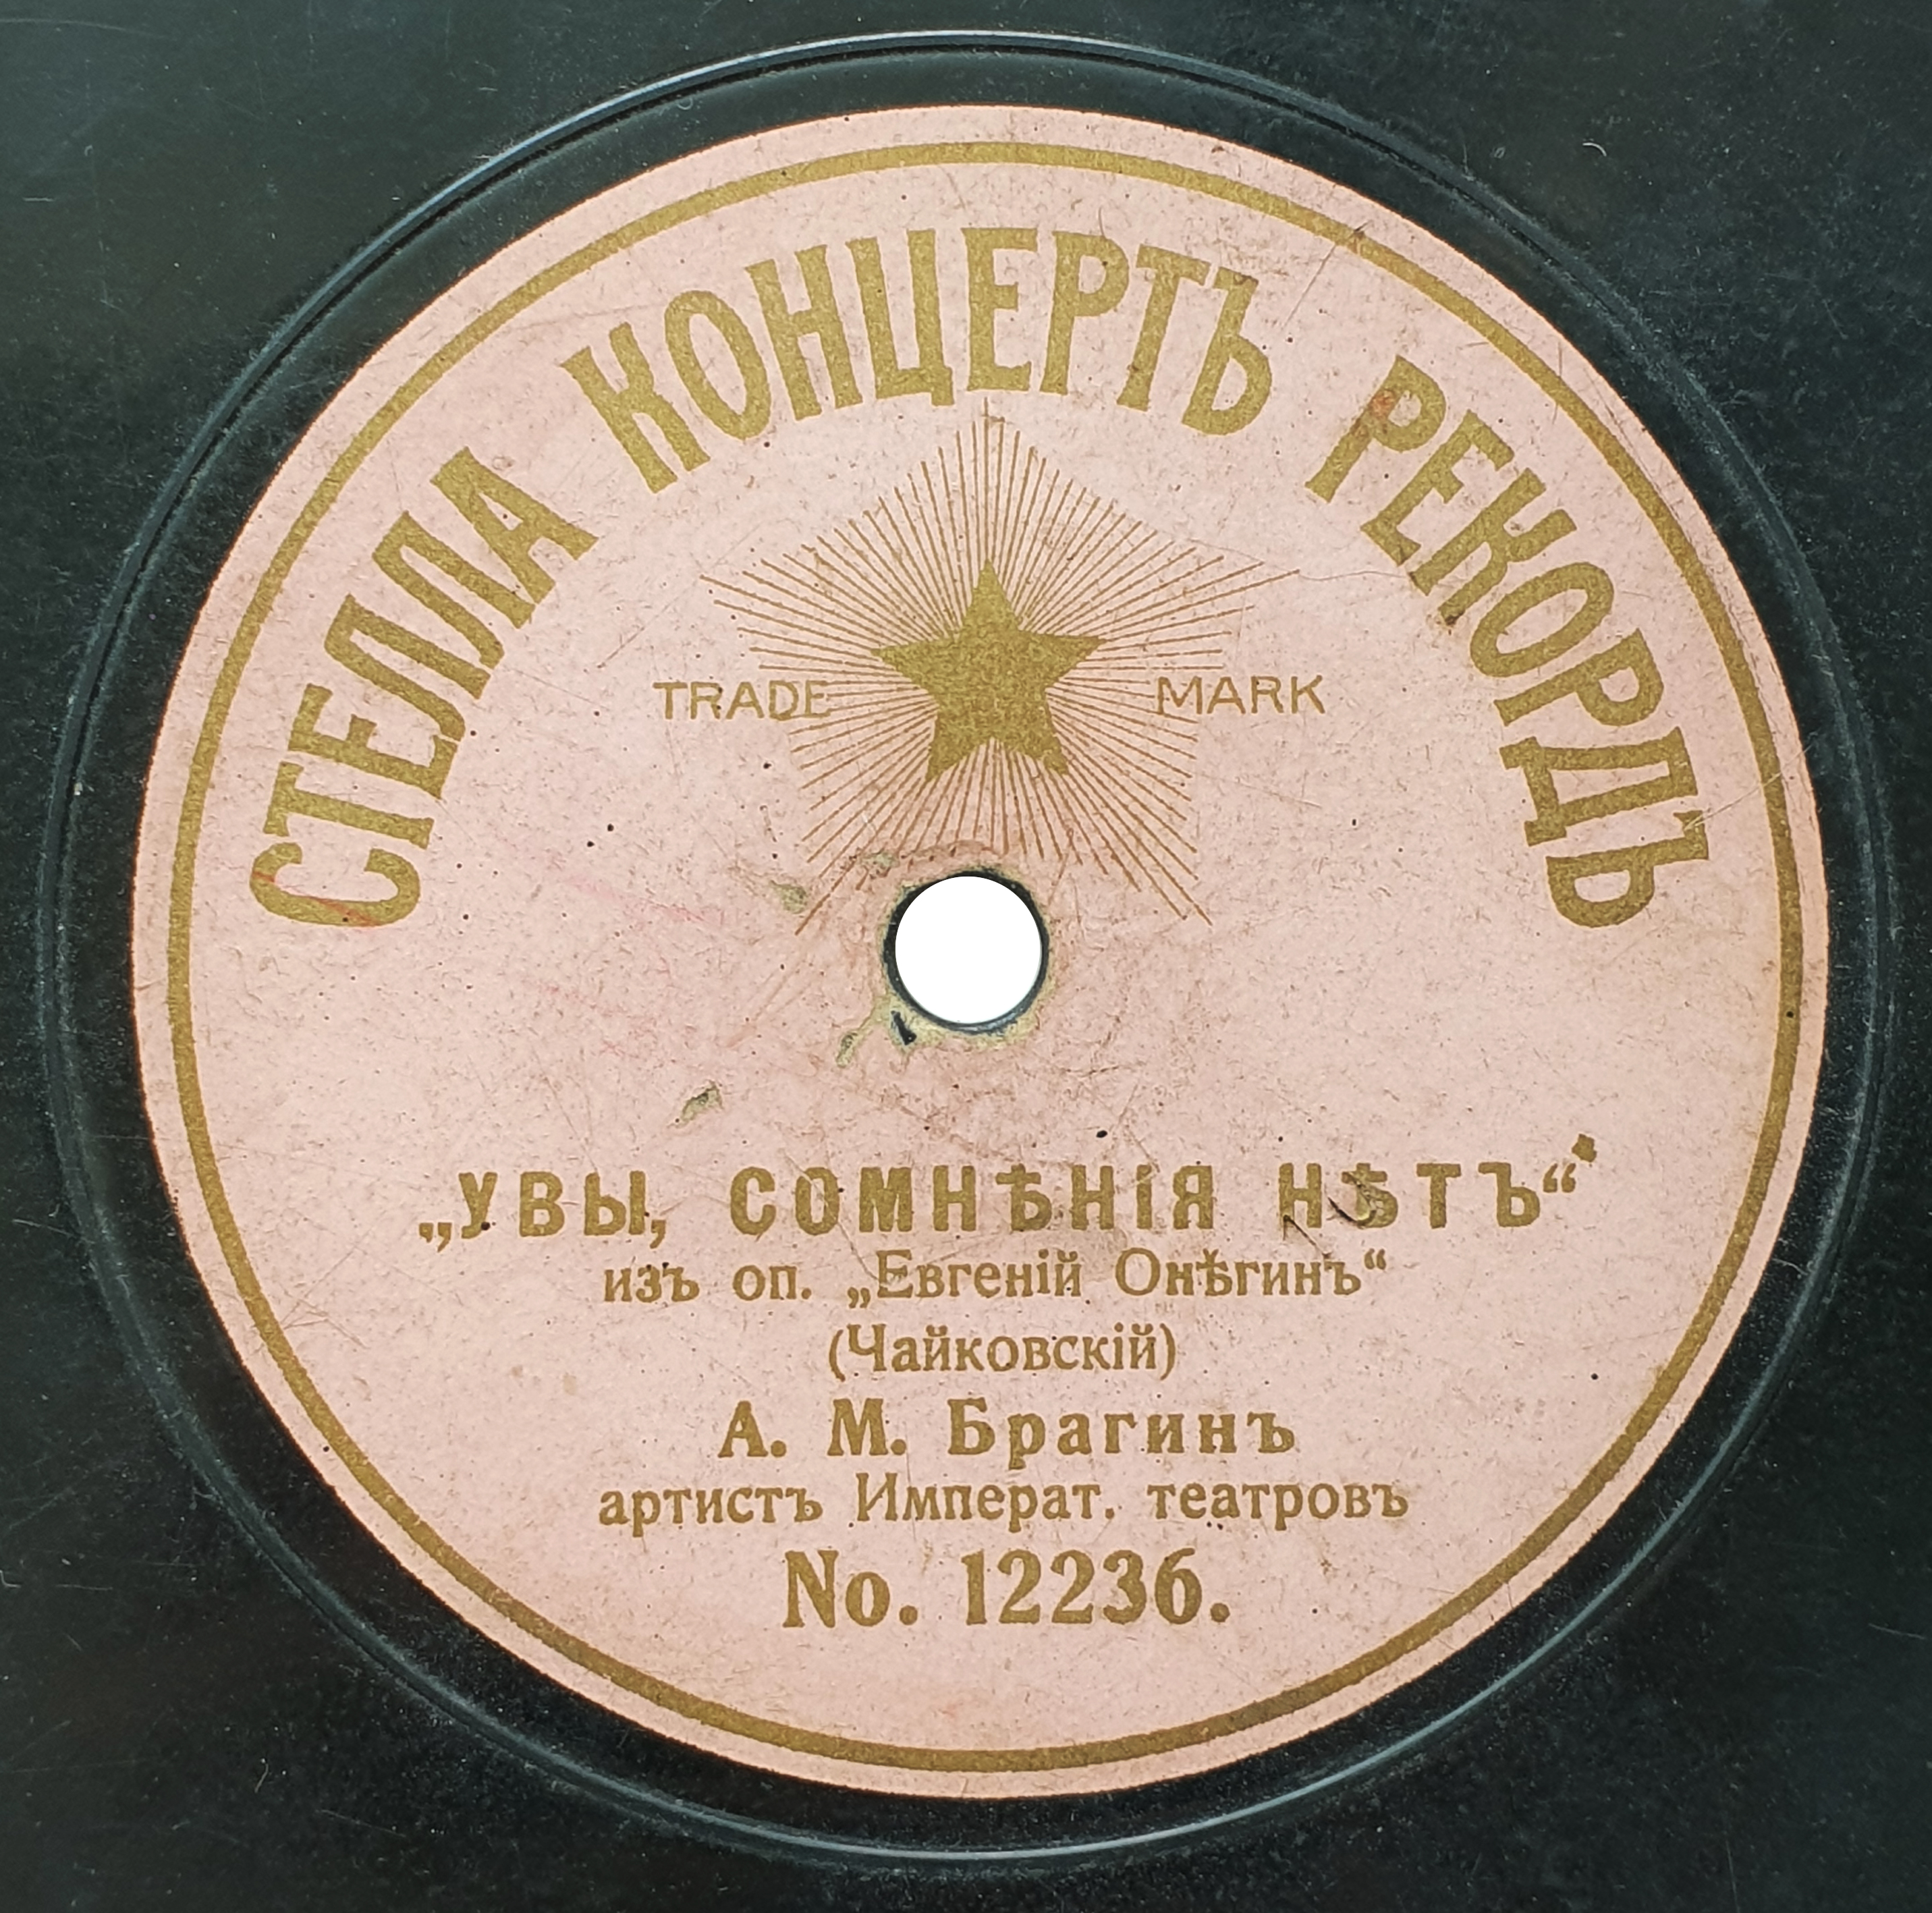 СТЕЛЛА КОНЦЕРТЪ РЕКОРДЪ
TRADE MARK
„УВЫ, СОМНѢНІЯ НѢТЪ“
изъ оп. „Евгеній Онѣгинъ“
(Чайковскій)
А. М. Брагинъ
артистъ Императ. театровъ
No. 12236.